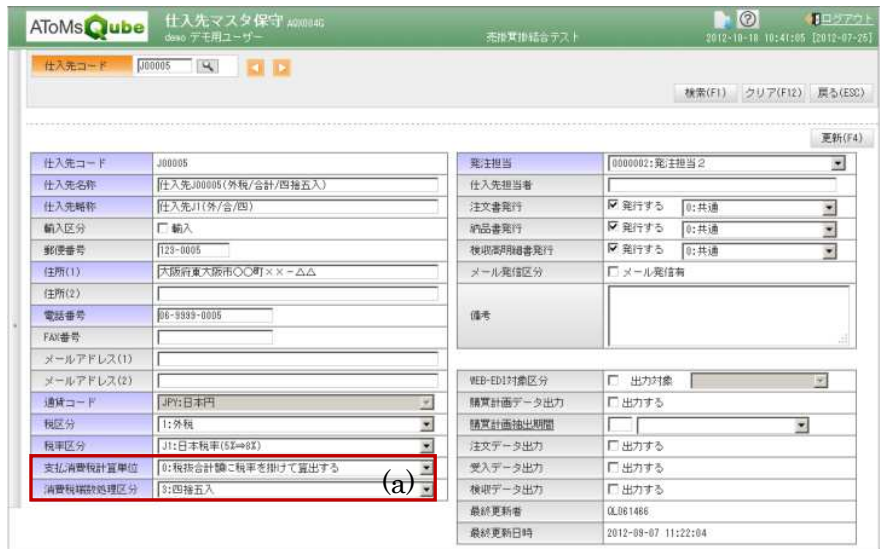 AToMsQube 仕入先マスタ保守 AQX004G
demo デモ用ユーザー 売掛買掛結合テスト
ログアウト
2012-10-18 10:41:05 [2012-07-25]
仕入先コード J00005
検索(F1) クリア(F12) 戻る(ESC)
更新(F4)
仕入先コード J00005
仕入先名称 仕入先J00005(外税/合計/四捨五入)
仕入先略称 仕入先J1(外/合/四)
輸入区分 輸入
郵便番号 123-0005
住所(1) 大阪府東大阪市○○町××-△△
住所(2)
電話番号 06-9999-0005
FAX番号
メールアドレス(1)
メールアドレス(2)
通貨コード JPY:日本円
税区分 1:外税
税率区分 J1:日本税率(5%⇒8%)
支払消費税計算単位 0:税抜合計額に税率を掛けて算出する
消費税端数処理区分 3:四捨五入
(a)
発注担当 0000002:発注担当2
仕入先担当者
注文書発行 発行する 0:共通
納品書発行 発行する 0:共通
検収高明細書発行 発行する 0:共通
メール発信区分 メール発信有
備考
WEB-EDI対象区分 出力対象
購買計画データ出力 出力する
購買計画抽出期間
注文データ出力 出力する
受入データ出力 出力する
検収データ出力 出力する
最終更新者 QL061466
最終更新日時 2012-09-07 11:22:04